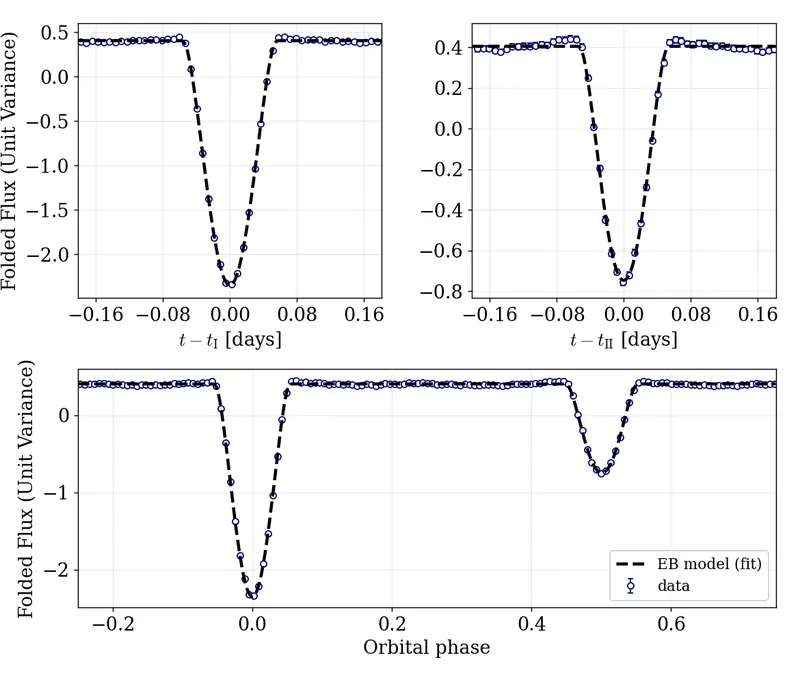 Folded Flux (Unit Variance)
0.5
0.0
−0.5
−1.0
−1.5
−2.0
−0.16 −0.08 0.00 0.08 0.16
t − tI [days]
0.4
0.2
0.0
−0.2
−0.4
−0.6
−0.8
−0.16 −0.08 0.00 0.08 0.16
t − tII [days]
Folded Flux (Unit Variance)
0
−1
−2
−0.2 0.0 0.2 0.4 0.6
Orbital phase
EB model (fit)
data